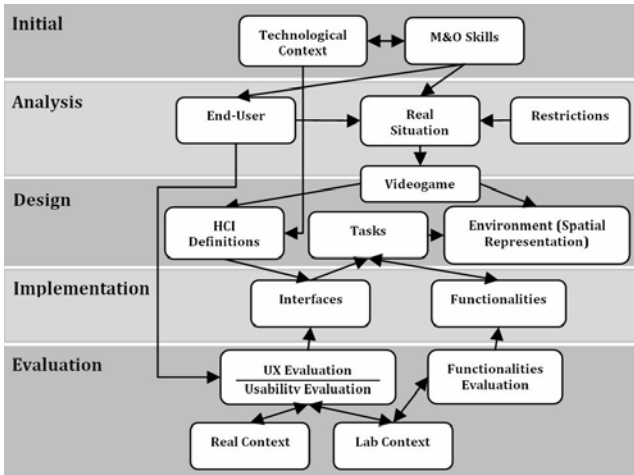 Initial
Technological
Context
M&O Skills
Analysis
End-User
Real
Situation
Restrictions
Videogame
Design
HCI
Definitions
Tasks
Environment (Spatial
Representation)
Implementation
Interfaces
Functionalities
Evaluation
UX Evaluation
Usability Evaluation
Functionalities
Evaluation
Real Context
Lab Context